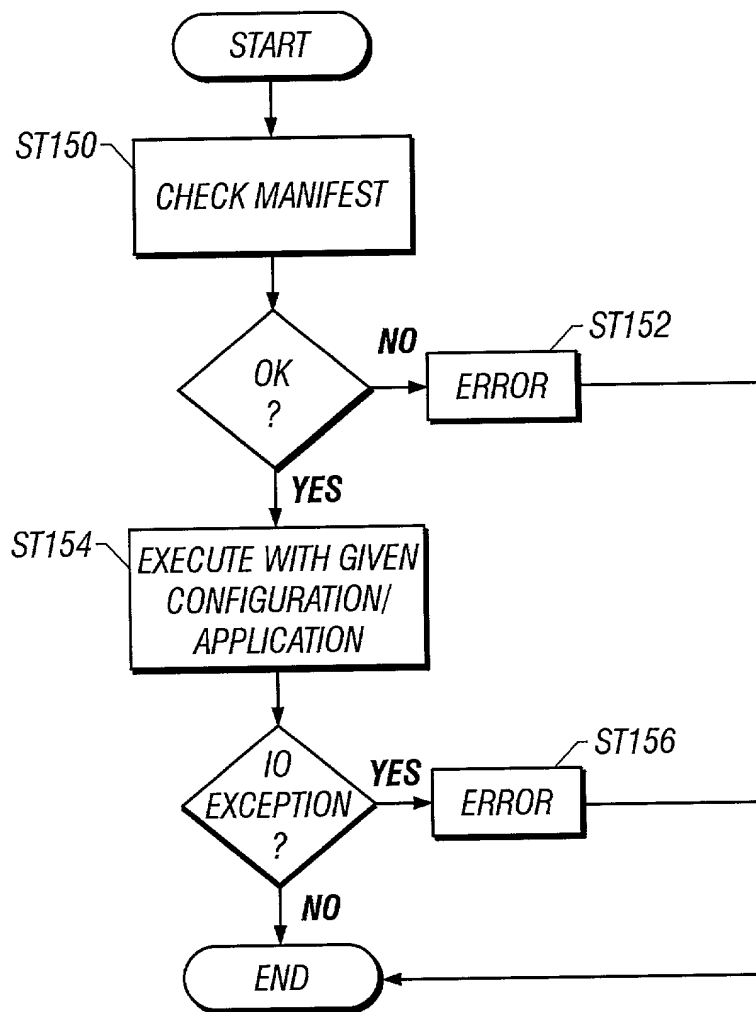 START
ST150
CHECK MANIFEST
OK
?
NO
ST152
ERROR
YES
ST154
EXECUTE WITH GIVEN
CONFIGURATION/
APPLICATION
IO
EXCEPTION
?
YES
ST156
ERROR
NO
END